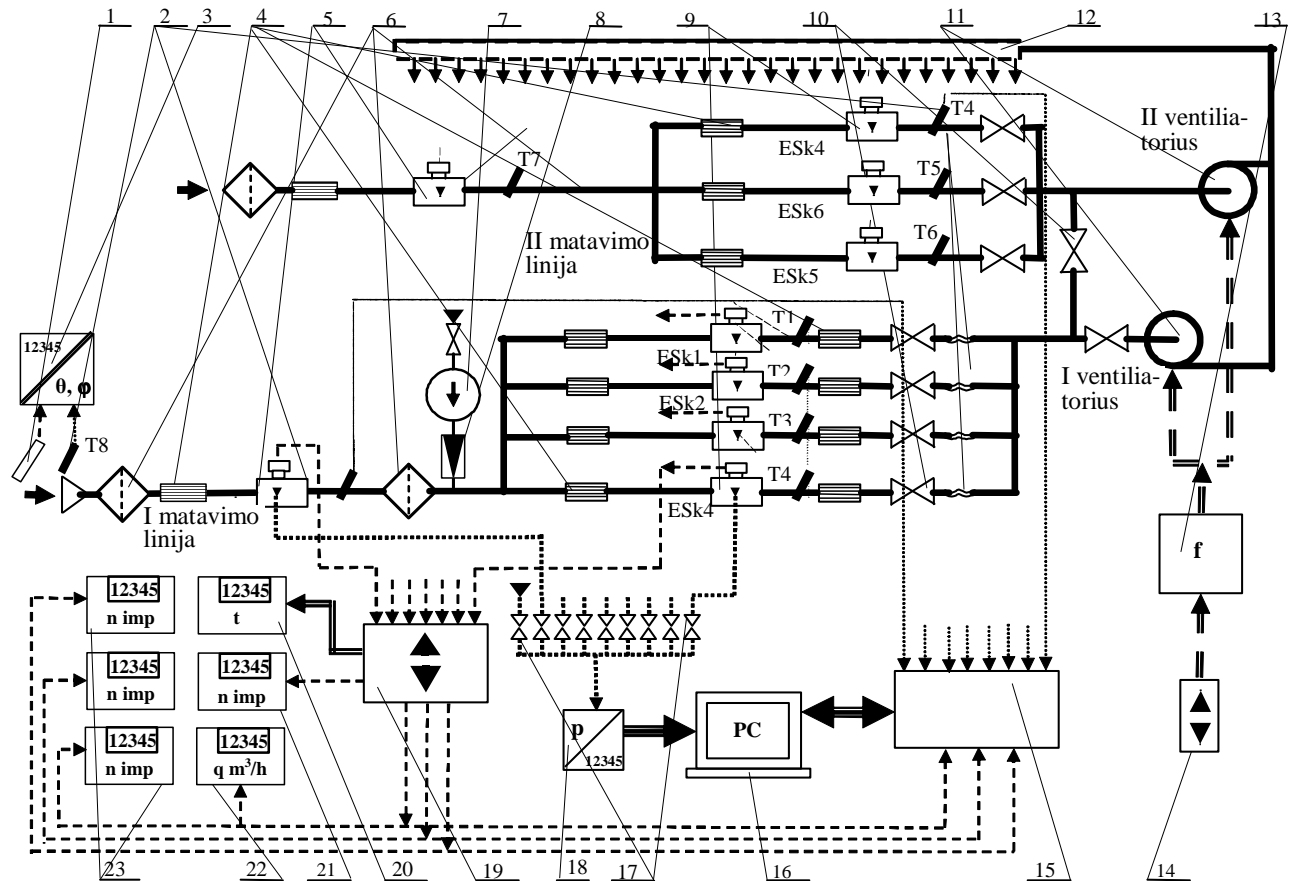 1 2 3 4 5 6 7 8 9 10 11 12 13
T4
II ventilia-
torius
ESk4
T7
T5
ESk6
T6
II matavimo
linija
ESk5
T1
ESk1
12345
θ, φ
T2
ESk2
I ventilia-
torius
T3
T8
T4
ESk4
I matavimo
linija
f
12345
n imp
12345
t
12345
n imp
12345
n imp
p
12345
PC
12345
n imp
12345
q m³/h
23 22 21 20 19 18 17 16 15 14